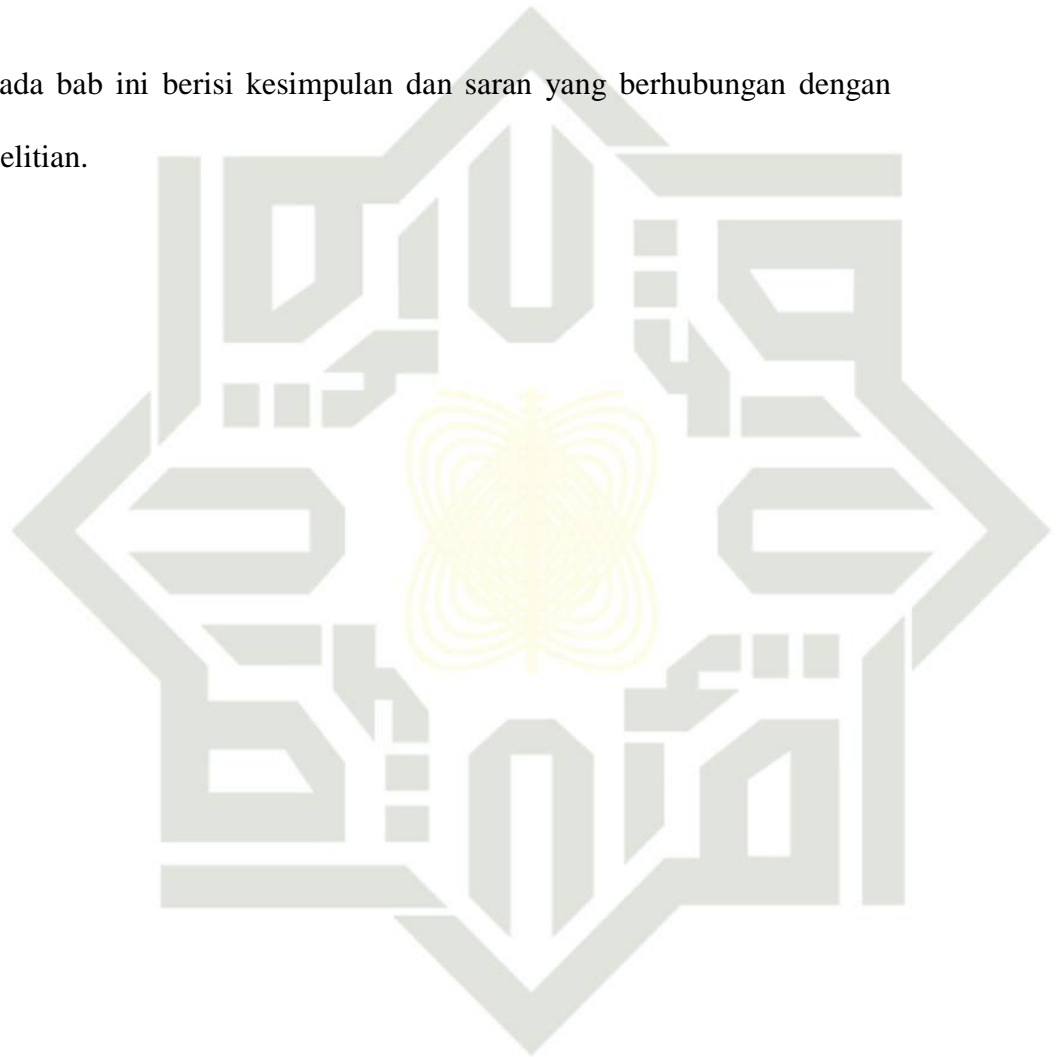 ada bab ini berisi kesimpulan dan saran yang berhubungan dengan
elitian.